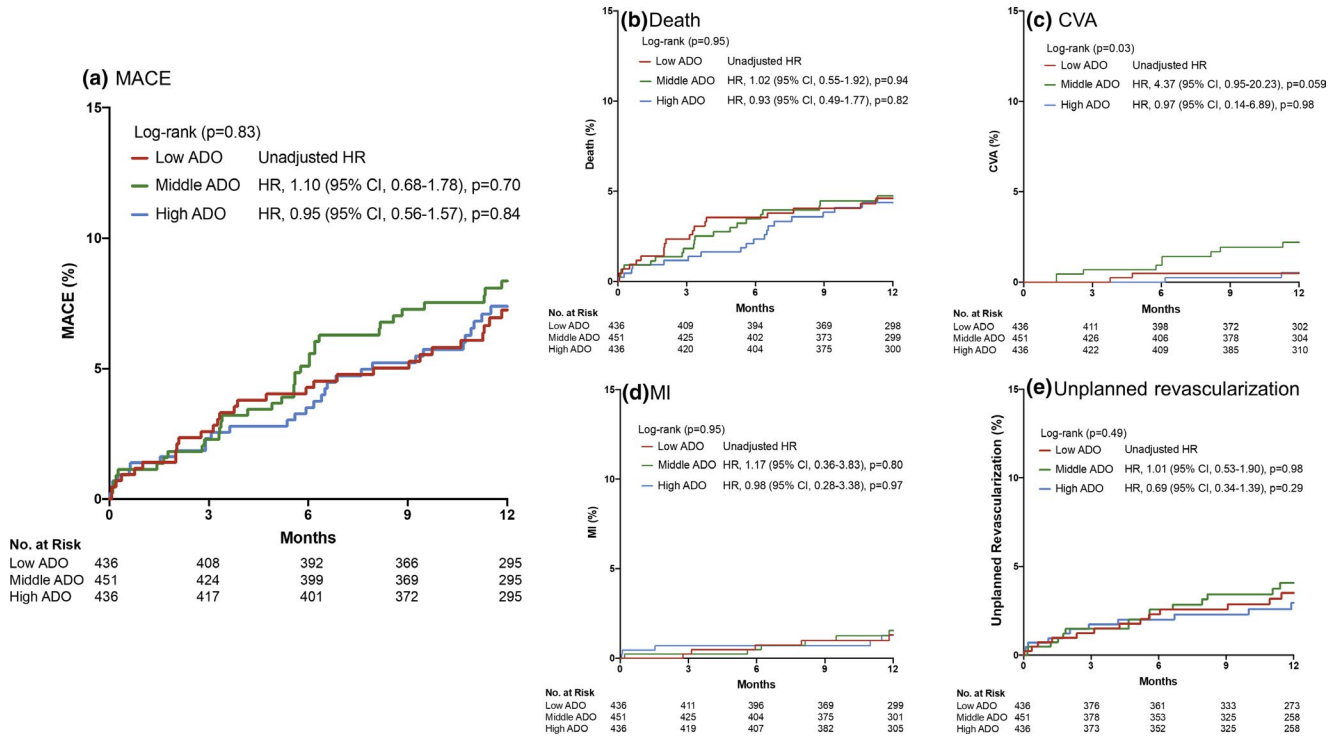 (a) MACE
15
10
5
0
MACE (%)
Log-rank (p=0.83)
Low ADO Unadjusted HR
Middle ADO HR, 1.10 (95% CI, 0.68-1.78), p=0.70
High ADO HR, 0.95 (95% CI, 0.56-1.57), p=0.84
0 3 6 9 12
Months
No. at Risk
Low ADO 436 408 392 366 295
Middle ADO 451 424 399 369 295
High ADO 436 417 401 372 295
(b) Death
15
10
5
0
Death (%)
Log-rank (p=0.95)
Low ADO Unadjusted HR
Middle ADO HR, 1.02 (95% CI, 0.55-1.92), p=0.94
High ADO HR, 0.93 (95% CI, 0.49-1.77), p=0.82
0 3 6 9 12
Months
No. at Risk
Low ADO 436 409 394 369 298
Middle ADO 451 425 402 373 299
High ADO 436 420 404 375 300
(c) CVA
15
10
5
0
CVA (%)
Log-rank (p=0.03)
Low ADO Unadjusted HR
Middle ADO HR, 4.37 (95% CI, 0.95-20.23), p=0.059
High ADO HR, 0.97 (95% CI, 0.14-6.89), p=0.98
0 3 6 9 12
Months
No. at Risk
Low ADO 436 411 398 372 302
Middle ADO 451 426 406 378 304
High ADO 436 422 409 385 310
(d) MI
15
10
5
0
MI (%)
Log-rank (p=0.95)
Low ADO Unadjusted HR
Middle ADO HR, 1.17 (95% CI, 0.36-3.83), p=0.80
High ADO HR, 0.98 (95% CI, 0.28-3.38), p=0.97
0 3 6 9 12
Months
No. at Risk
Low ADO 436 411 396 369 299
Middle ADO 451 425 404 375 301
High ADO 436 419 407 382 305
(e) Unplanned revascularization
15
10
5
0
Unplanned Revascularization (%)
Log-rank (p=0.49)
Low ADO Unadjusted HR
Middle ADO HR, 1.01 (95% CI, 0.53-1.90), p=0.98
High ADO HR, 0.69 (95% CI, 0.34-1.39), p=0.29
0 3 6 9 12
Months
No. at Risk
Low ADO 436 376 361 333 273
Middle ADO 451 378 353 325 258
High ADO 436 373 352 325 258